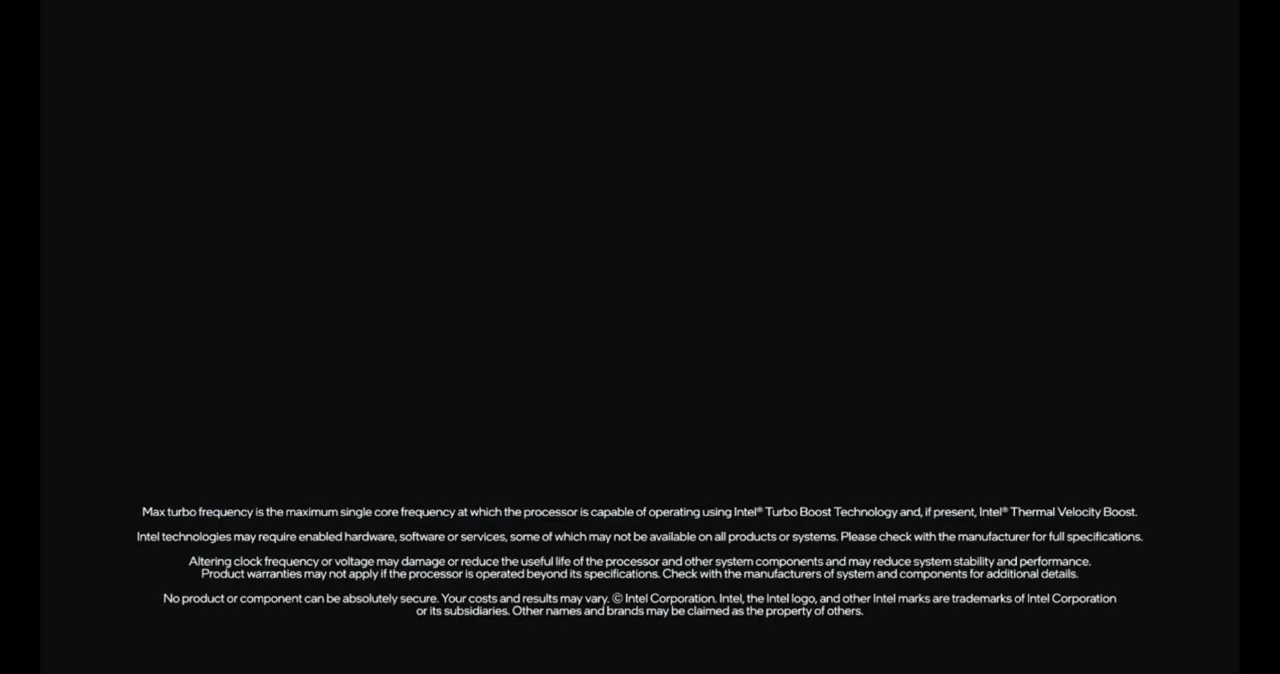 Max turbo frequency is the maximum single core frequency at which the processor is capable of operating using Intel® Turbo Boost Technology and, if present, Intel® Thermal Velocity Boost.
Intel technologies may require enabled hardware, software or services, some of which may not be available on all products or systems. Please check with the manufacturer for full specifications.
Altering clock frequency or voltage may damage or reduce the useful life of the processor and other system components and may reduce system stability and performance.
Product warranties may not apply if the processor is operated beyond its specifications. Check with the manufacturers of system and components for additional details.
No product or component can be absolutely secure. Your costs and results may vary. © Intel Corporation. Intel, the Intel logo, and other Intel marks are trademarks of Intel Corporation
or its subsidiaries. Other names and brands may be claimed as the property of others.